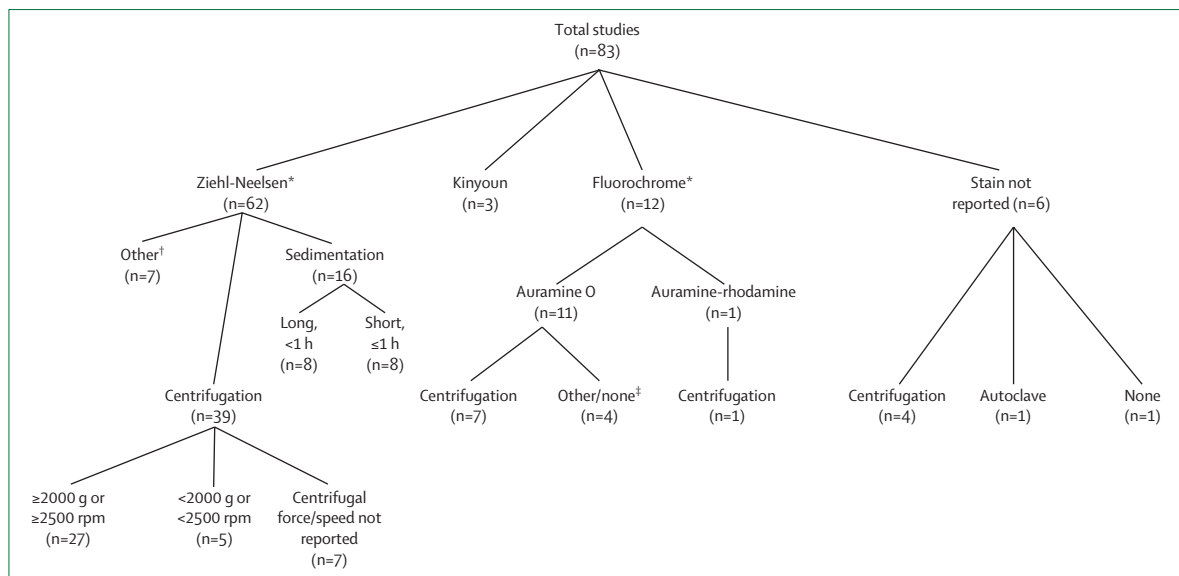 Total studies
(n=83)
Ziehl-Neelsen*
(n=62)
Kinyoun
(n=3)
Fluorochrome*
(n=12)
Stain not
reported (n=6)
Other†
(n=7)
Sedimentation
(n=16)
Auramine O
(n=11)
Auramine-rhodamine
(n=1)
Long,
<1 h
(n=8)
Short,
≤1 h
(n=8)
Centrifugation
(n=39)
Centrifugation
(n=7)
Other/none‡
(n=4)
Centrifugation
(n=1)
Centrifugation
(n=4)
Autoclave
(n=1)
None
(n=1)
≥2000 g or
≥2500 rpm
(n=27)
<2000 g or
<2500 rpm
(n=5)
Centrifugal
force/speed not
reported
(n=7)